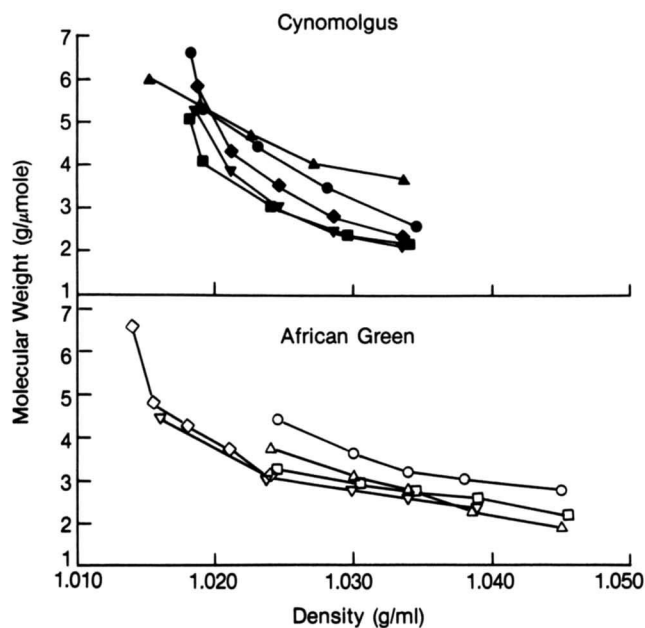 Cynomolgus
7
6
5
4
3
2
1
Molecular Weight (g/μmole)
African Green
7
6
5
4
3
2
1
1.010 1.020 1.030 1.040 1.050
Density (g/ml)